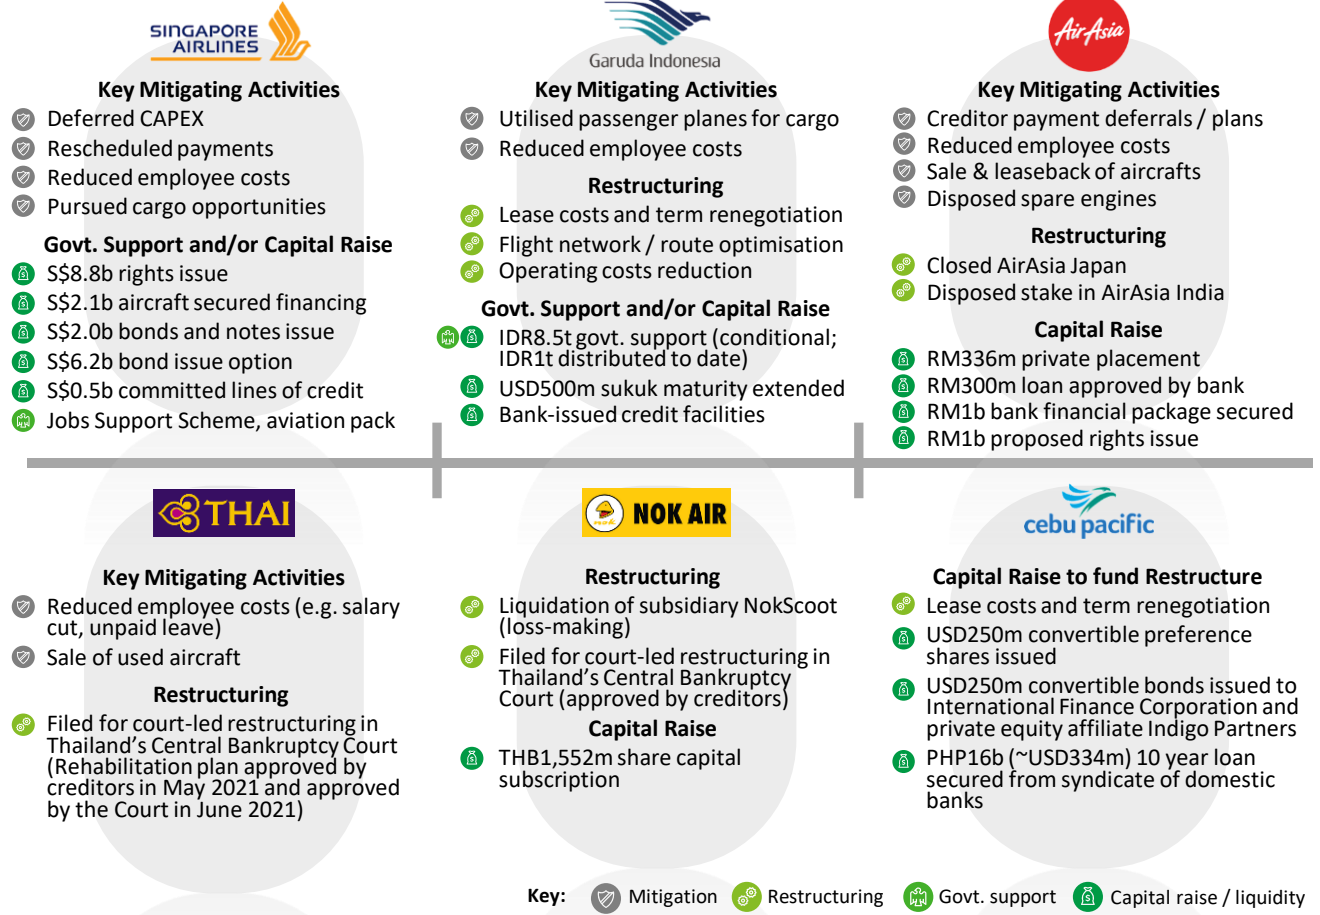 SINGAPORE
AIRLINES
Key Mitigating Activities
Deferred CAPEX
Rescheduled payments
Reduced employee costs
Pursued cargo opportunities
Govt. Support and/or Capital Raise
S$8.8b rights issue
S$2.1b aircraft secured financing
S$2.0b bonds and notes issue
S$6.2b bond issue option
S$0.5b committed lines of credit
Jobs Support Scheme, aviation pack
Garuda Indonesia
Key Mitigating Activities
Utilised passenger planes for cargo
Reduced employee costs
Restructuring
Lease costs and term renegotiation
Flight network / route optimisation
Operating costs reduction
Govt. Support and/or Capital Raise
IDR8.5t govt. support (conditional;
IDR1t distributed to date)
USD500m sukuk maturity extended
Bank-issued credit facilities
AirAsia
Key Mitigating Activities
Creditor payment deferrals / plans
Reduced employee costs
Sale & leaseback of aircrafts
Disposed spare engines
Restructuring
Closed AirAsia Japan
Disposed stake in AirAsia India
Capital Raise
RM336m private placement
RM300m loan approved by bank
RM1b bank financial package secured
RM1b proposed rights issue
THAI
Key Mitigating Activities
Reduced employee costs (e.g. salary
cut, unpaid leave)
Sale of used aircraft
Restructuring
Filed for court-led restructuring in
Thailand's Central Bankruptcy Court
(Rehabilitation plan approved by
creditors in May 2021 and approved
by the Court in June 2021)
nok
NOK AIR
Restructuring
Liquidation of subsidiary NokScoot
(loss-making)
Filed for court-led restructuring in
Thailand's Central Bankruptcy
Court (approved by creditors)
Capital Raise
THB1,552m share capital
subscription
cebu pacific
Capital Raise to fund Restructure
Lease costs and term renegotiation
USD250m convertible preference
shares issued
USD250m convertible bonds issued to
International Finance Corporation and
private equity affiliate Indigo Partners
PHP16b (~USD334m) 10 year loan
secured from syndicate of domestic
banks
Key: Mitigation Restructuring Govt. support Capital raise / liquidity